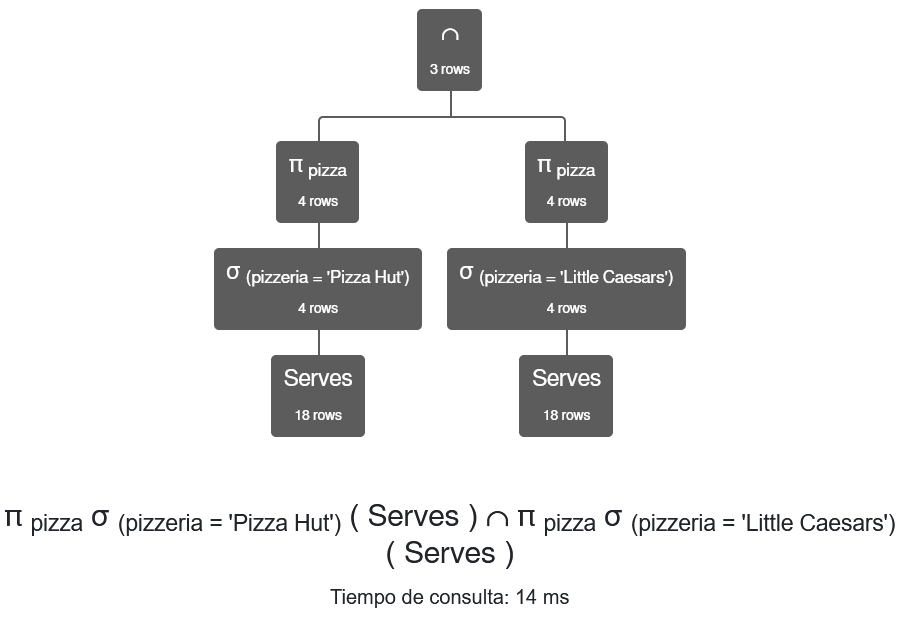 ∩
3 rows
π pizza
4 rows
π pizza
4 rows
σ (pizzeria = 'Pizza Hut')
4 rows
σ (pizzeria = 'Little Caesars')
4 rows
Serves
18 rows
Serves
18 rows
π pizza σ (pizzeria = 'Pizza Hut') ( Serves ) ∩ π pizza σ (pizzeria = 'Little Caesars')
( Serves )
Tiempo de consulta: 14 ms